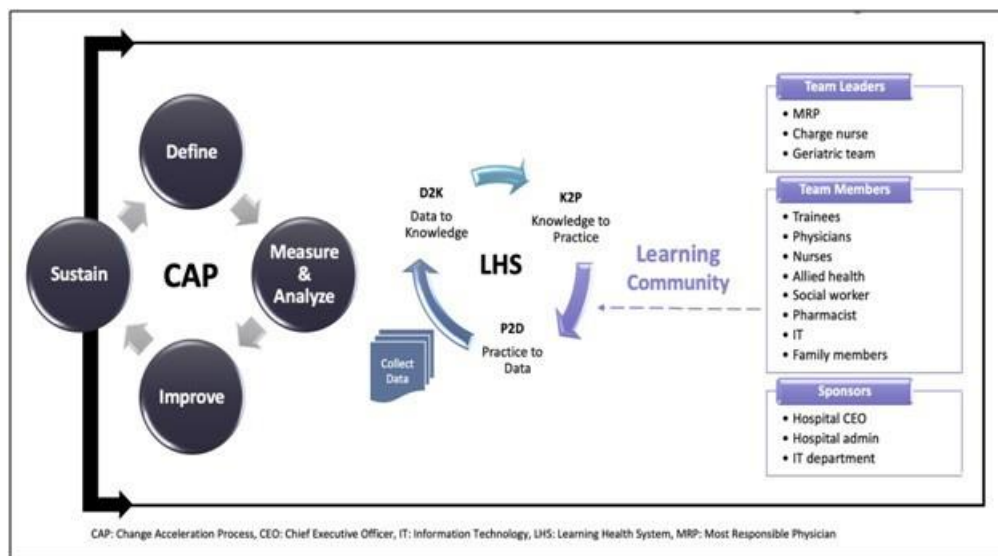 Define
Measure
&
Analyze
Improve
Sustain
CAP
D2K
Data to
Knowledge
K2P
Knowledge to
Practice
LHS
P2D
Practice to
Data
Collect
Data
Learning
Community
Team Leaders
• MRP
• Charge nurse
• Geriatric team
Team Members
• Trainees
• Physicians
• Nurses
• Allied health
• Social worker
• Pharmacist
• IT
• Family members
Sponsors
• Hospital CEO
• Hospital admin
• IT department
CAP: Change Acceleration Process, CEO: Chief Executive Officer, IT: Information Technology, LHS: Learning Health System, MRP: Most Responsible Physician